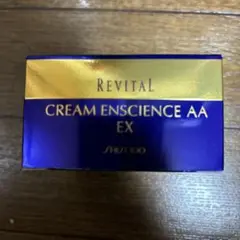 REVITAL
CREAM ENSCIENCE AA
EX
SHISEIDO